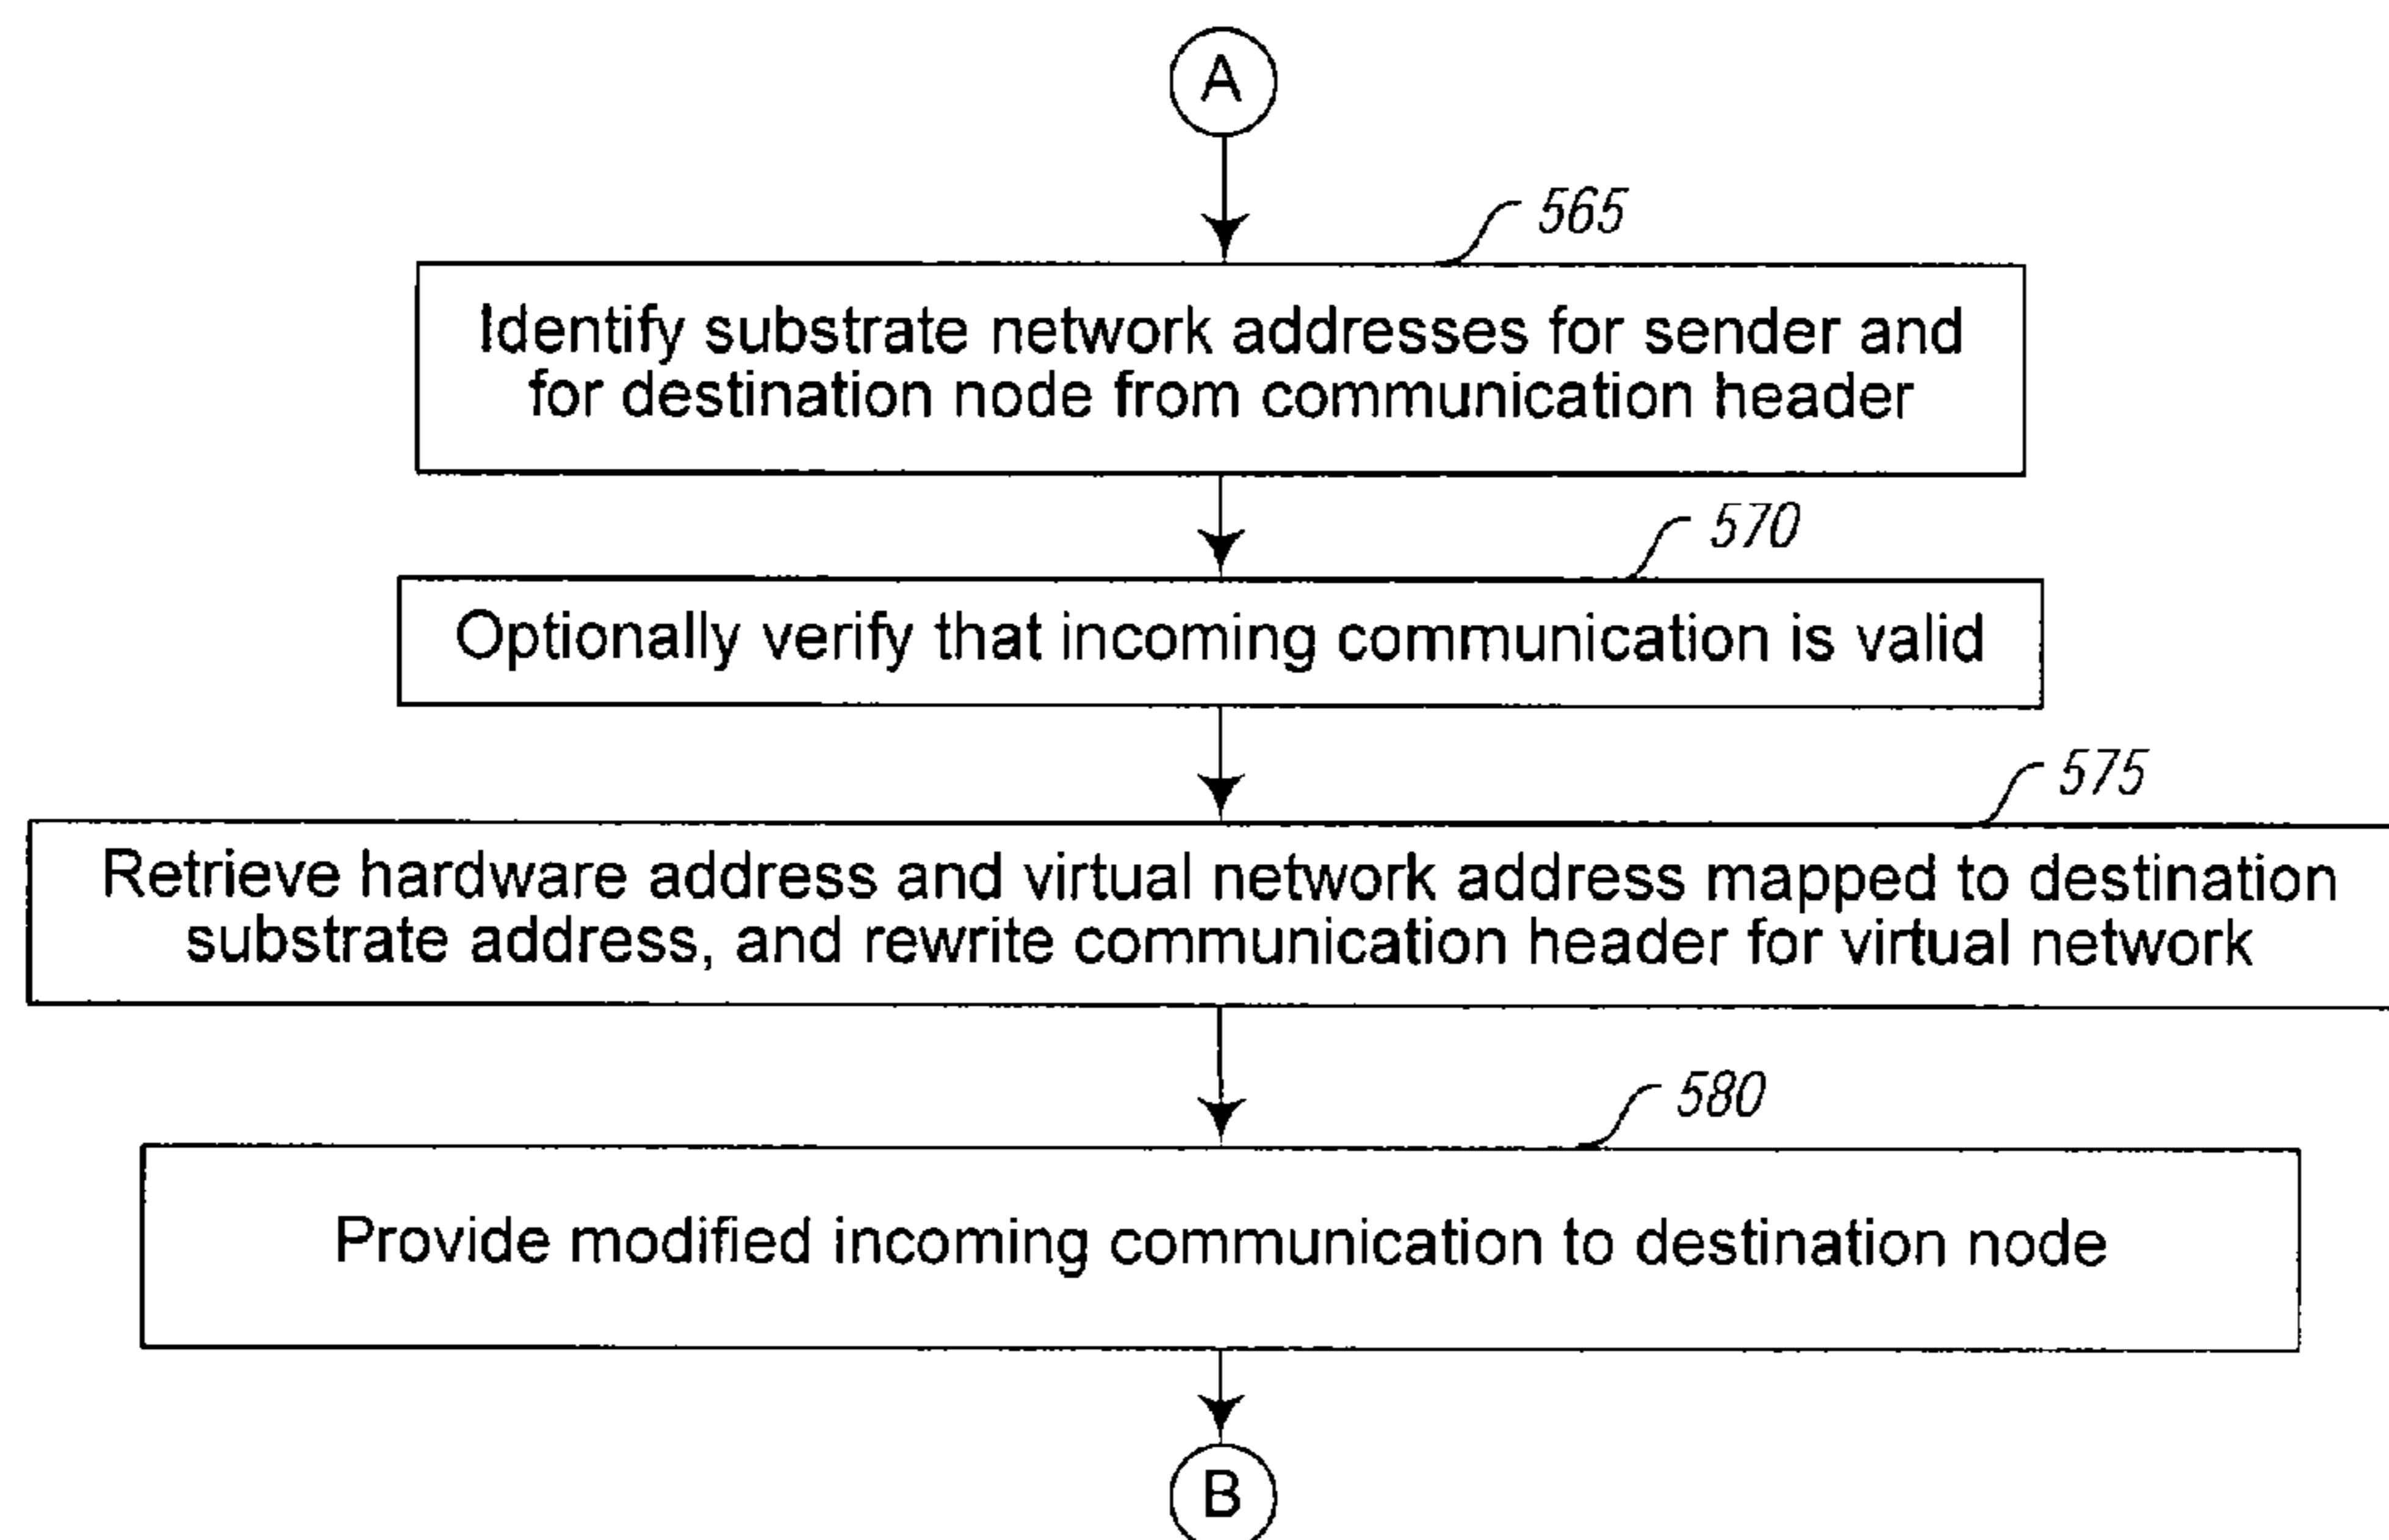 A
565
Identify substrate network addresses for sender and
for destination node from communication header
570
Optionally verify that incoming communication is valid
575
Retrieve hardware address and virtual network address mapped to destination
substrate address, and rewrite communication header for virtual network
580
Provide modified incoming communication to destination node
B